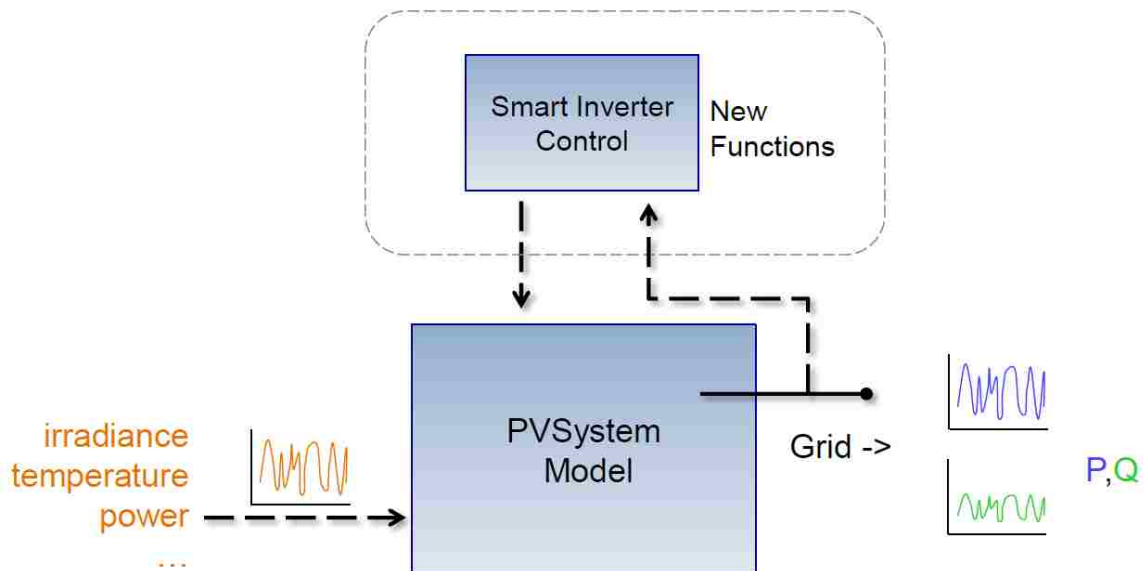 Smart Inverter
Control
New
Functions
irradiance
temperature
power
...
PVSystem
Model
Grid ->
P,Q